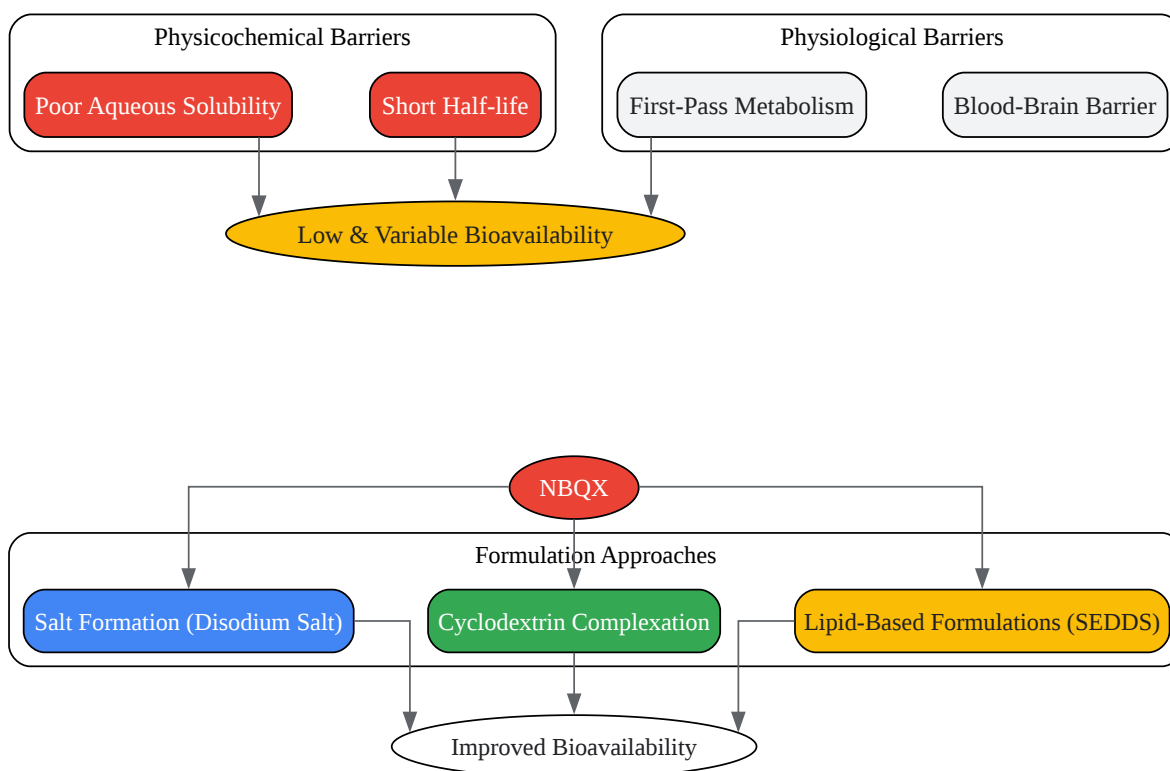 Physicochemical Barriers
Physiological Barriers
Poor Aqueous Solubility
Short Half-life
First-Pass Metabolism
Blood-Brain Barrier
Low & Variable Bioavailability
NBQX
Formulation Approaches
Salt Formation (Disodium Salt)
Cyclodextrin Complexation
Lipid-Based Formulations (SEDDS)
Improved Bioavailability